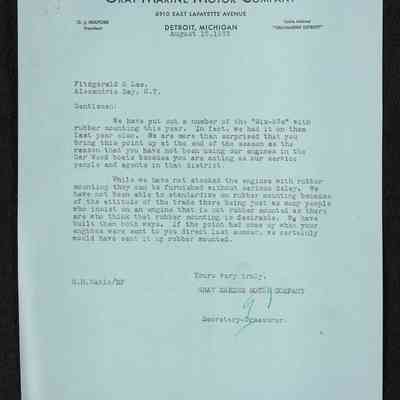 GRAY MARINE MOTOR COMPANY
6910 EAST LAFAYETTE AVENUE
DETROIT, MICHIGAN
O. J. MULFORD
President
Cable Address
"GRAYMARINE DETROIT"
August 15,1933
Fitzgerald & Lee,
Alexandria Bay, N.Y.
Gentlemen:
We have put out a number of the "Six-87s" with
rubber mounting this year. In fact, we had it on them
last year also. We are more than surprised that you
bring this point up at the end of the season as the
reason that you have not been using our engines in the
Gar Wood boats because you are acting as our service
people and agents in that district.
While we have not stocked the engines with rubber
mounting they can be furnished without serious delay. We
have not been able to standardize on rubber mounting because
of the attitude of the trade there being just as many people
who insist on an engine that is not rubber mounted as there
are who think that rubber mounting is desirable. We have
built them both ways. If the point had come up when your
engines were sent to you direct last summer, we certainly
would have sent it up rubber mounted.
Yours very truly,
GRAY MARINE MOTOR COMPANY
Secretary-Treasurer.